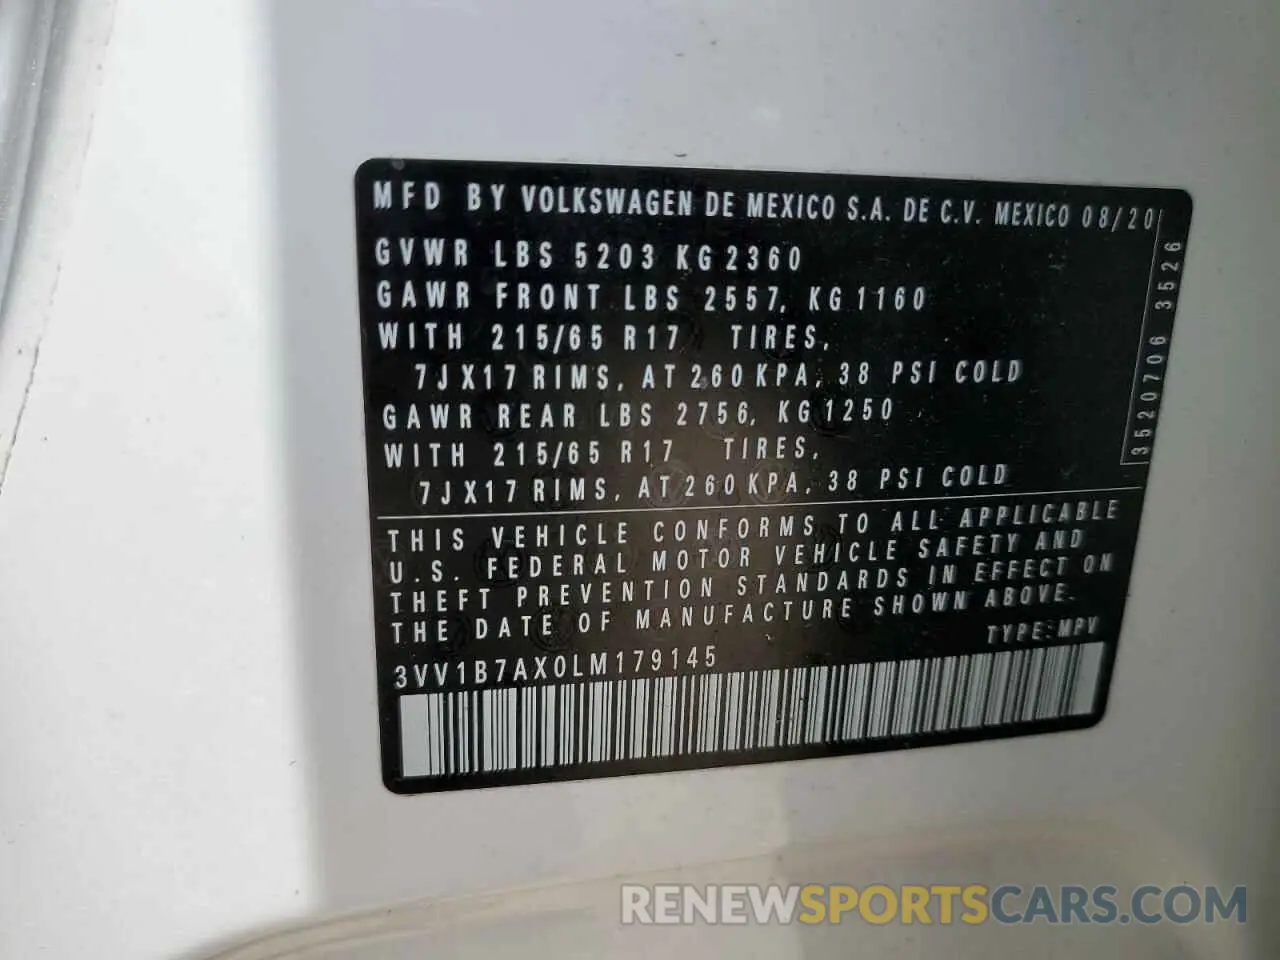 MFD BY VOLKSWAGEN DE MEXICO S.A. DE C.V. MEXICO 08/20
GVWR LBS 5203 KG 2360
GAWR FRONT LBS 2557, KG 1160
WITH 215/65 R17 TIRES,
7JX17 RIMS, AT 260 KPA, 38 PSI COLD
GAWR REAR LBS 2756, KG 1250
WITH 215/65 R17 TIRES,
7JX17 RIMS, AT 260 KPA, 38 PSI COLD
3520706 3526
THIS VEHICLE CONFORMS TO ALL APPLICABLE
U.S. FEDERAL MOTOR VEHICLE SAFETY AND
THEFT PREVENTION STANDARDS IN EFFECT ON
THE DATE OF MANUFACTURE SHOWN ABOVE.
TYPE:MPV
3VV1B7AX0LM179145
RENEWSPORTSCARS.COM